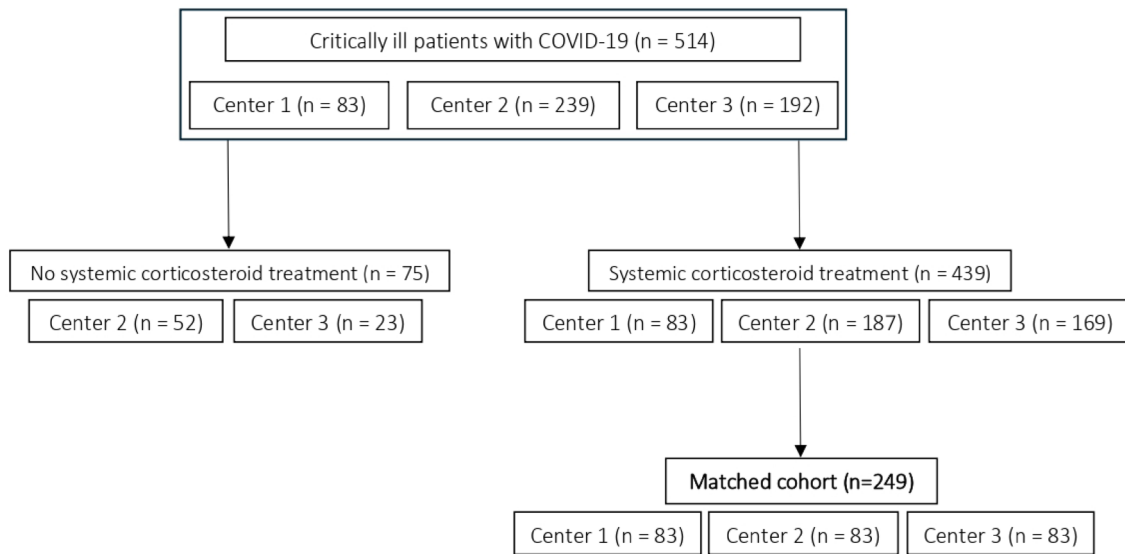 Critically ill patients with COVID-19 (n = 514)
Center 1 (n = 83)
Center 2 (n = 239)
Center 3 (n = 192)
No systemic corticosteroid treatment (n = 75)
Center 2 (n = 52)
Center 3 (n = 23)
Systemic corticosteroid treatment (n = 439)
Center 1 (n = 83)
Center 2 (n = 187)
Center 3 (n = 169)
Matched cohort (n=249)
Center 1 (n = 83)
Center 2 (n = 83)
Center 3 (n = 83)